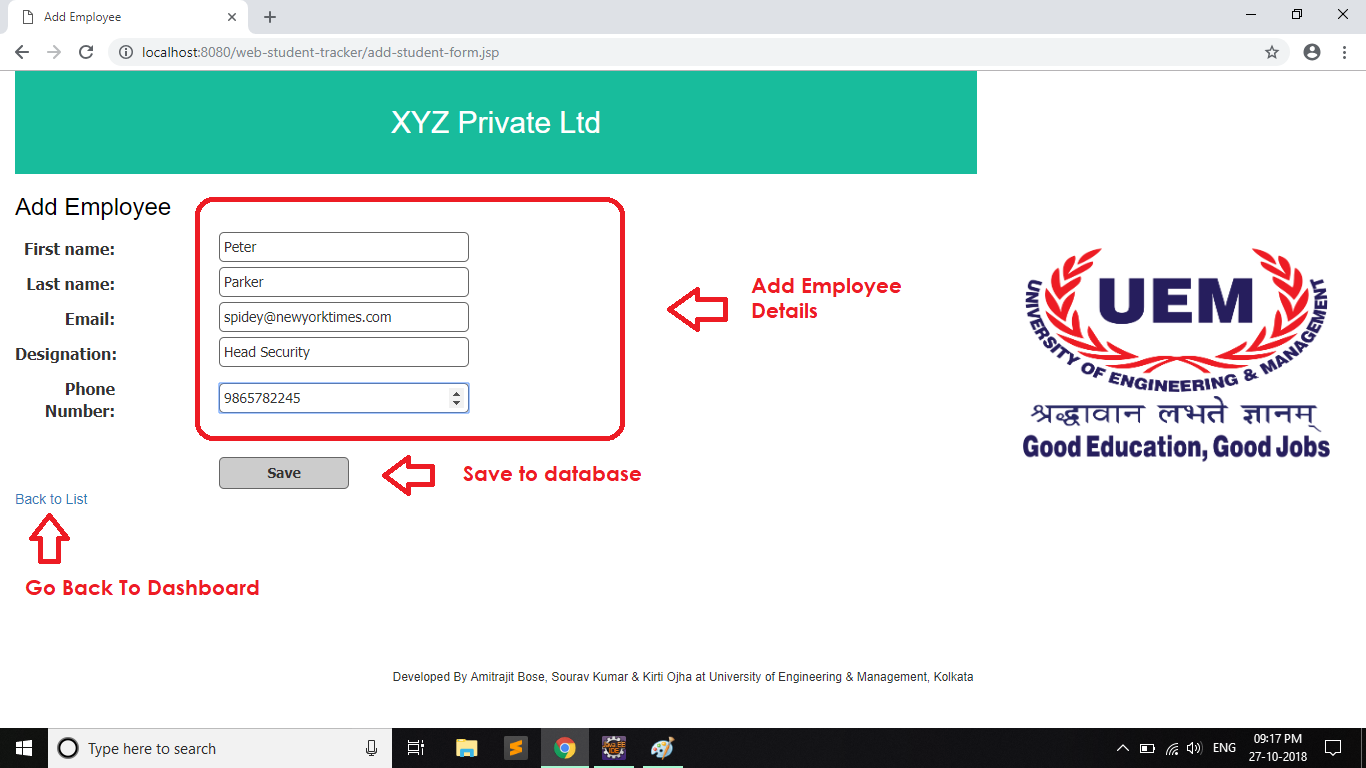 Add Employee
localhost:8080/web-student-tracker/add-student-form.jsp
XYZ Private Ltd
Add Employee
First name:
Peter
Last name:
Parker
Email:
spidey@newyorktimes.com
Designation:
Head Security
Phone
Number:
9865782245
Add Employee
Details
Save
Save to database
Back to List
Go Back To Dashboard
UEM
UNIVERSITY OF ENGINEERING & MANAGEMENT
श्रद्धावान लभते ज्ञानम्
Good Education, Good Jobs
Developed By Amitrajit Bose, Sourav Kumar & Kirti Ojha at University of Engineering & Management, Kolkata
Type here to search
ENG
09:17 PM
27-10-2018